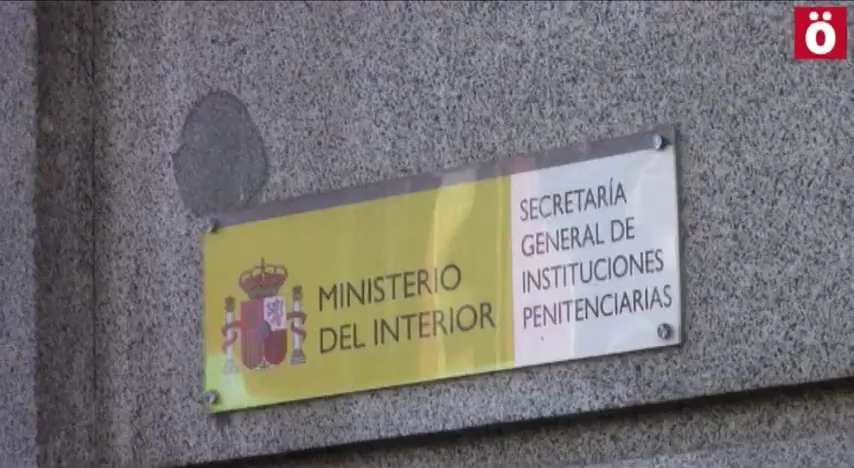 ö
MINISTERIO
DEL INTERIOR
SECRETARÍA
GENERAL DE
INSTITUCIONES
PENITENCIARIAS